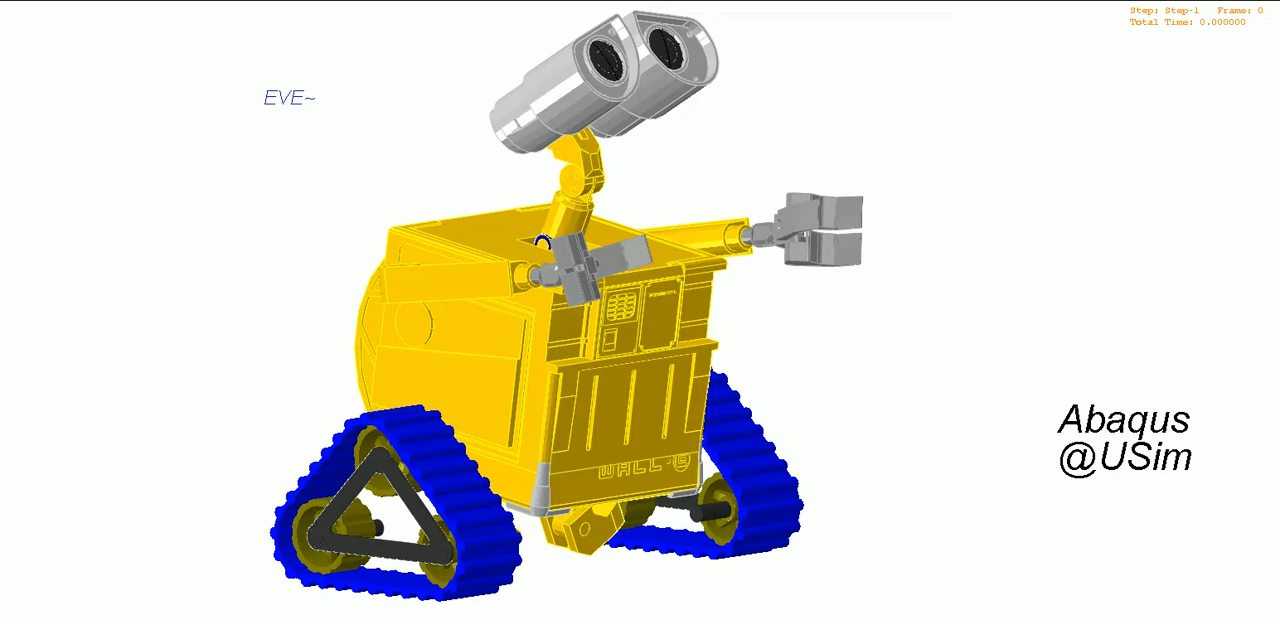 Step: Step-1 Frame: 0
Total Time: 0.000000
EVE~
Abaqus
@USim
WALL·E